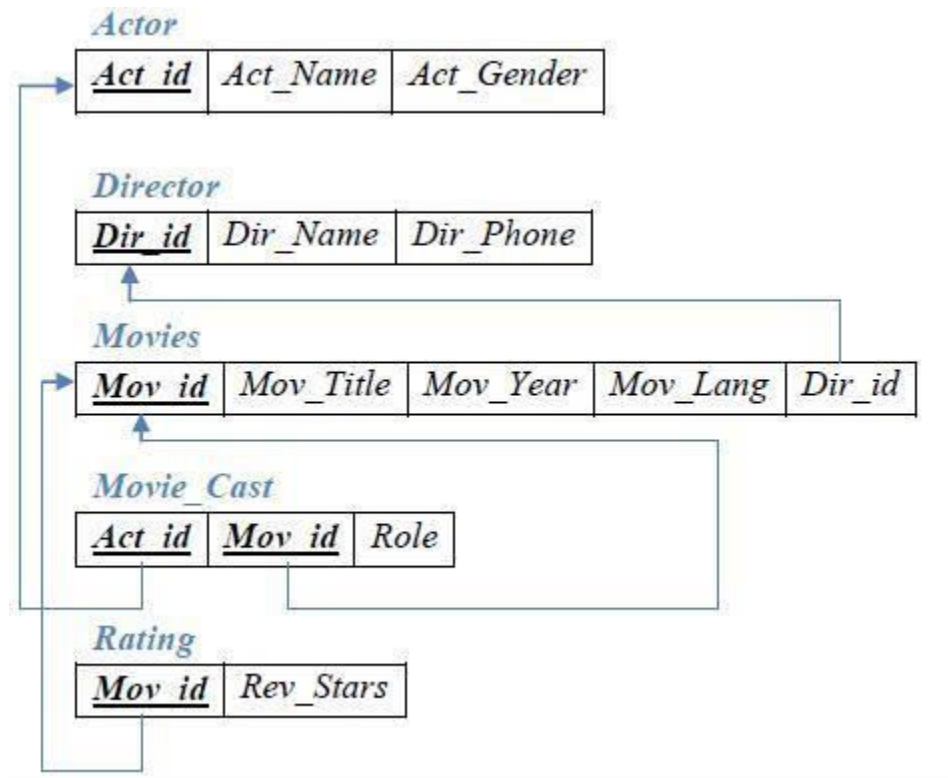 Actor
Act_id Act_Name Act_Gender
Director
Dir_id Dir_Name Dir_Phone
Movies
Mov_id Mov_Title Mov_Year Mov_Lang Dir_id
Movie_Cast
Act_id Mov_id Role
Rating
Mov_id Rev_Stars